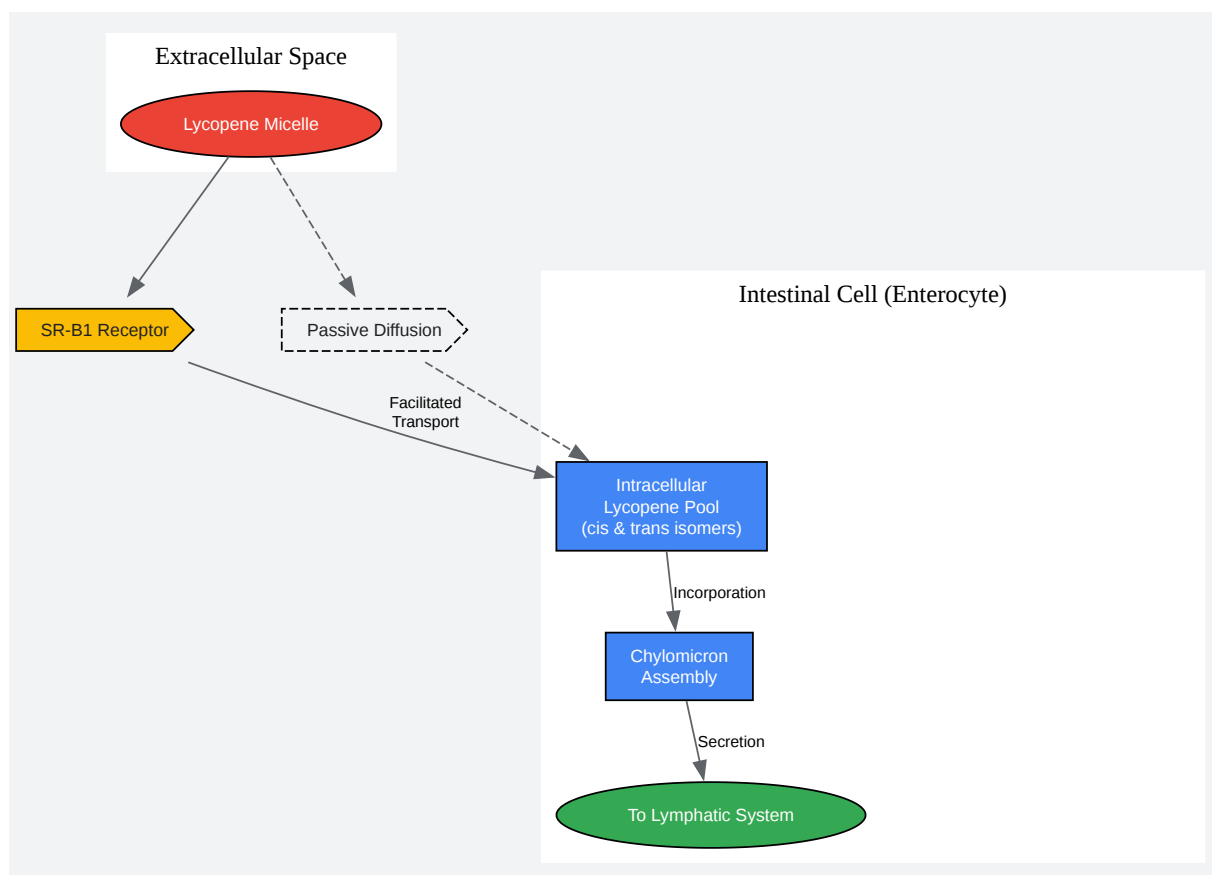 Extracellular Space
Lycopene Micelle
SR-B1 Receptor
Passive Diffusion
Intestinal Cell (Enterocyte)
Facilitated
Transport
Intracellular
Lycopene Pool
(cis & trans isomers)
Incorporation
Chylomicron
Assembly
Secretion
To Lymphatic System